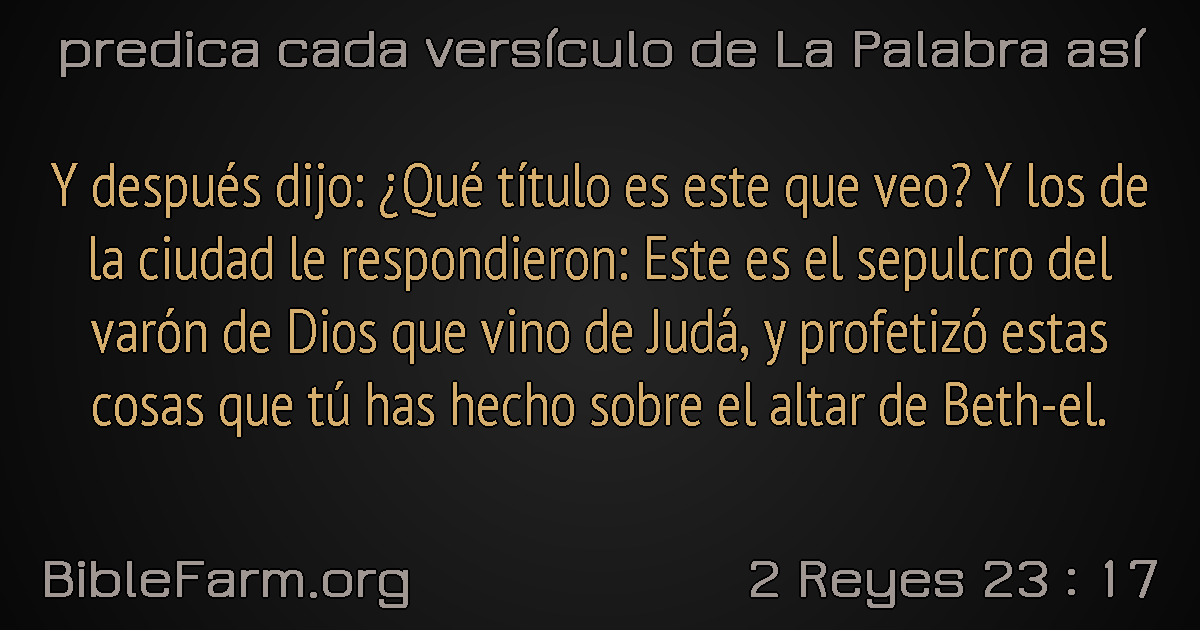 predica cada versículo de La Palabra así
Y después dijo: ¿Qué título es este que veo? Y los de
la ciudad le respondieron: Este es el sepulcro del
varón de Dios que vino de Judá, y profetizó estas
cosas que tú has hecho sobre el altar de Beth-el.
BibleFarm.org
2 Reyes 23 : 17